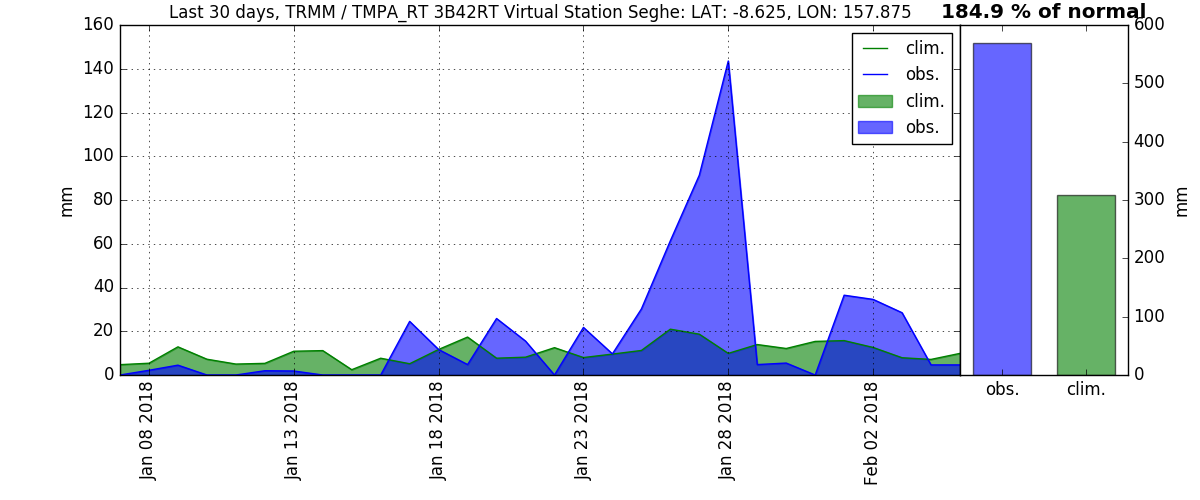 Last 30 days, TRMM / TMPA_RT 3B42RT Virtual Station Seghe: LAT: -8.625, LON: 157.875
184.9 % of normal
160
140
120
100
80
60
40
20
0
mm
clim.
obs.
clim.
obs.
Jan 08 2018
Jan 13 2018
Jan 18 2018
Jan 23 2018
Jan 28 2018
Feb 02 2018
600
500
400
300
200
100
0
mm
obs.
clim.